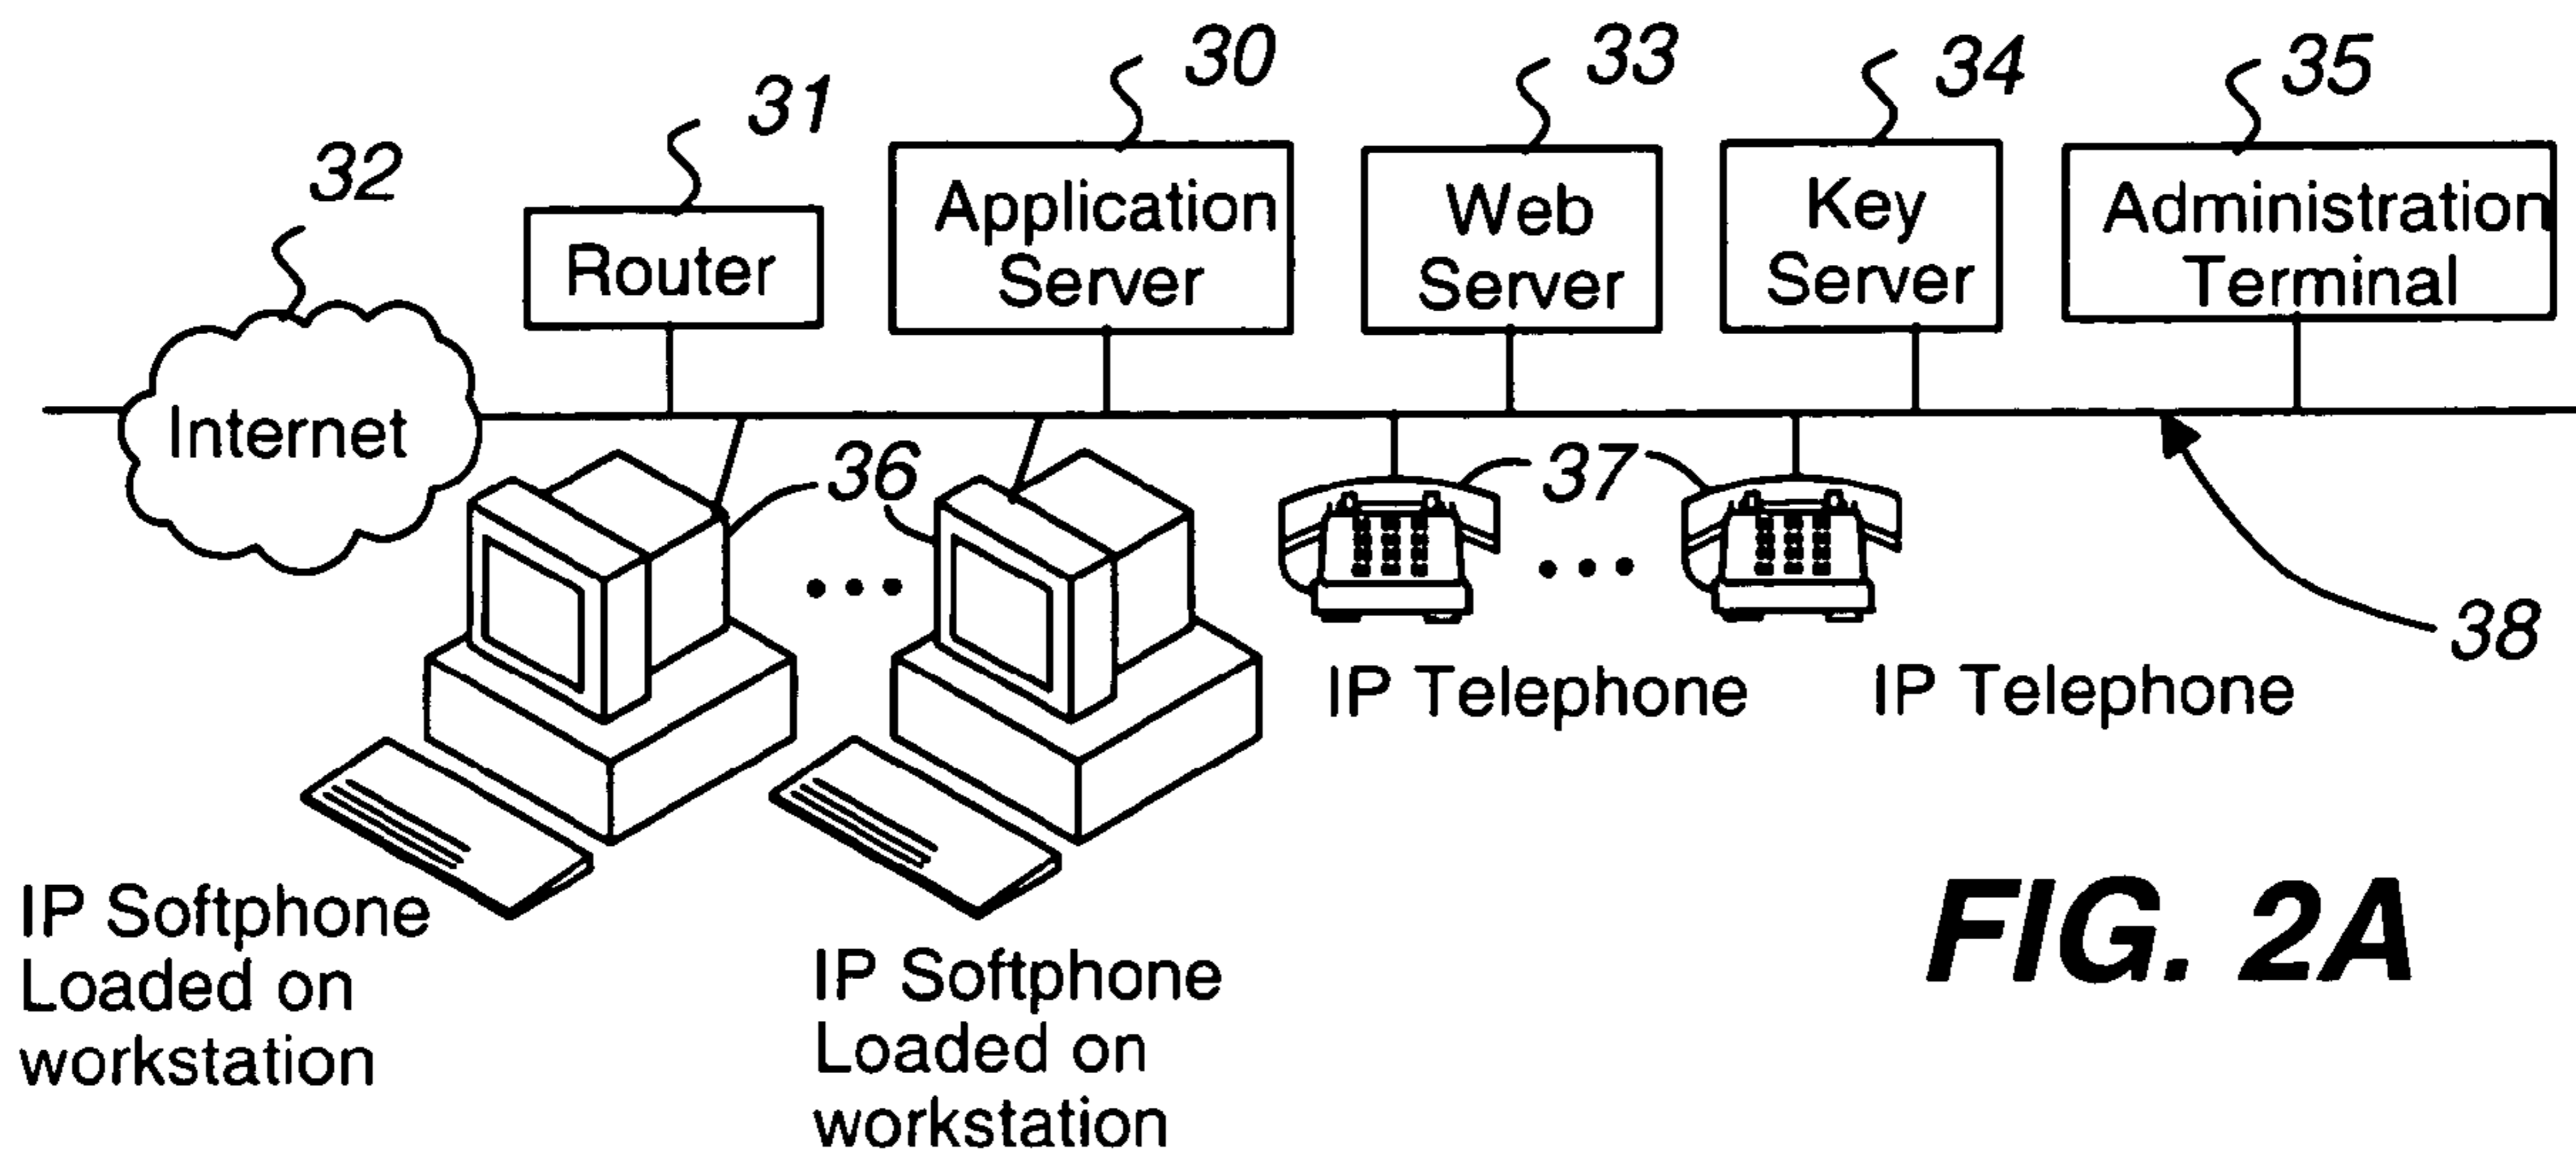 32
31
30
33
34
35
Router
Application
Server
Web
Server
Key
Server
Administration
Terminal
Internet
36
37
38
IP Telephone
IP Telephone
IP Softphone
Loaded on
workstation
IP Softphone
Loaded on
workstation
FIG. 2A